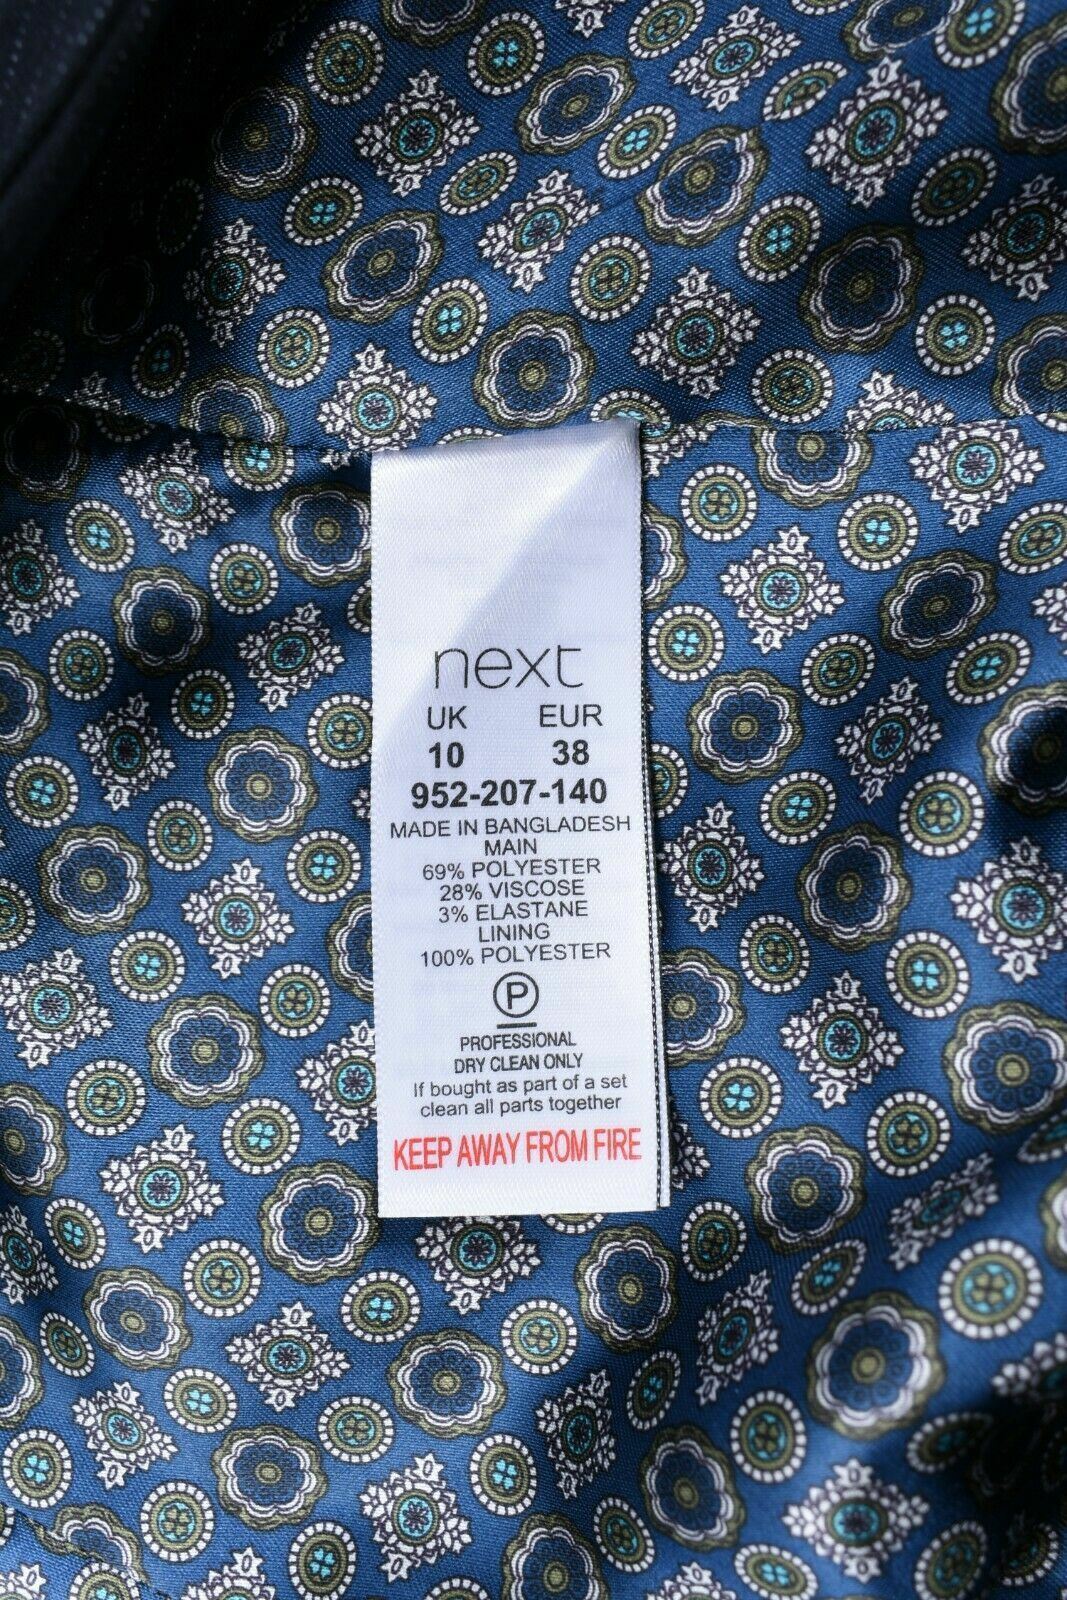 next
UK EUR
10 38
952-207-140
MADE IN BANGLADESH
MAIN
69% POLYESTER
28% VISCOSE
3% ELASTANE
LINING
100% POLYESTER
P
PROFESSIONAL
DRY CLEAN ONLY
If bought as part of a set
clean all parts together
KEEP AWAY FROM FIRE